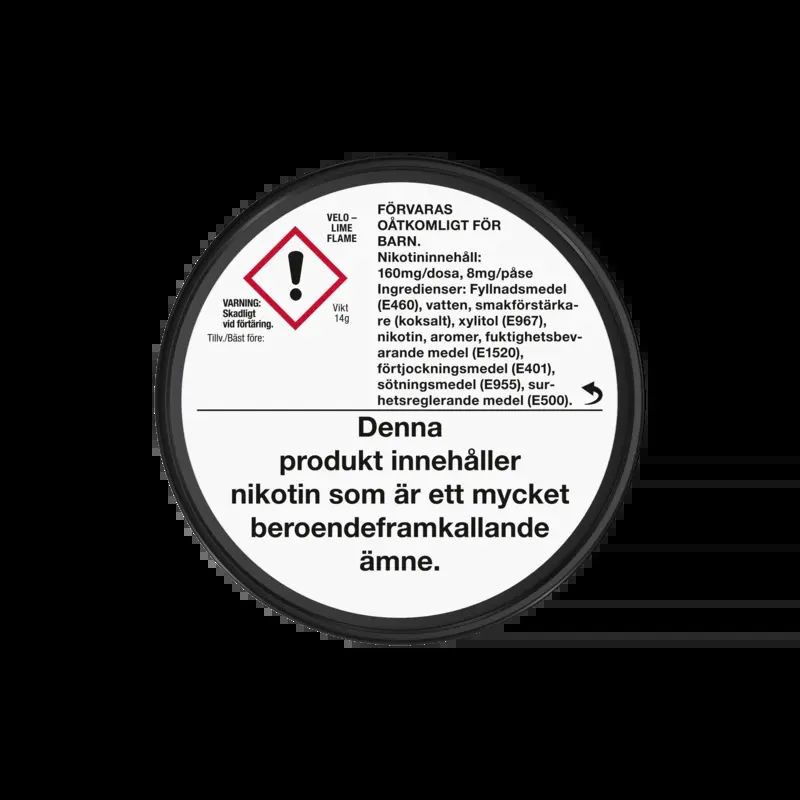 VELO –
LIME
FLAME
VARNING:
Skadligt
vid förtäring.
Vikt
14g
Tillv./Bäst före:
FÖRVARAS
OÅTKOMLIGT FÖR
BARN.
Nikotininnehåll:
160mg/dosa, 8mg/påse
Ingredienser: Fyllnadsmedel
(E460), vatten, smakförstärka-
re (koksalt), xylitol (E967),
nikotin, aromer, fuktighetsbev-
arande medel (E1520),
förtjockningsmedel (E401),
sötningsmedel (E955), sur-
hetsreglerande medel (E500).
Denna
produkt innehåller
nikotin som är ett mycket
beroendeframkallande
ämne.